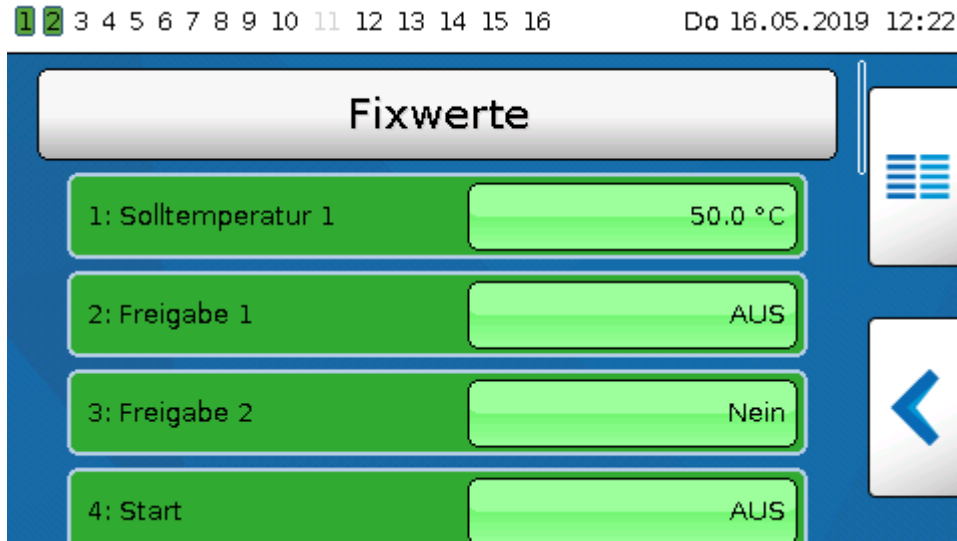 1 2 3 4 5 6 7 8 9 10 11 12 13 14 15 16 Do 16.05.2019 12:22
Fixwerte
1: Solltemperatur 1 50.0 °C
2: Freigabe 1 AUS
3: Freigabe 2 Nein
4: Start AUS